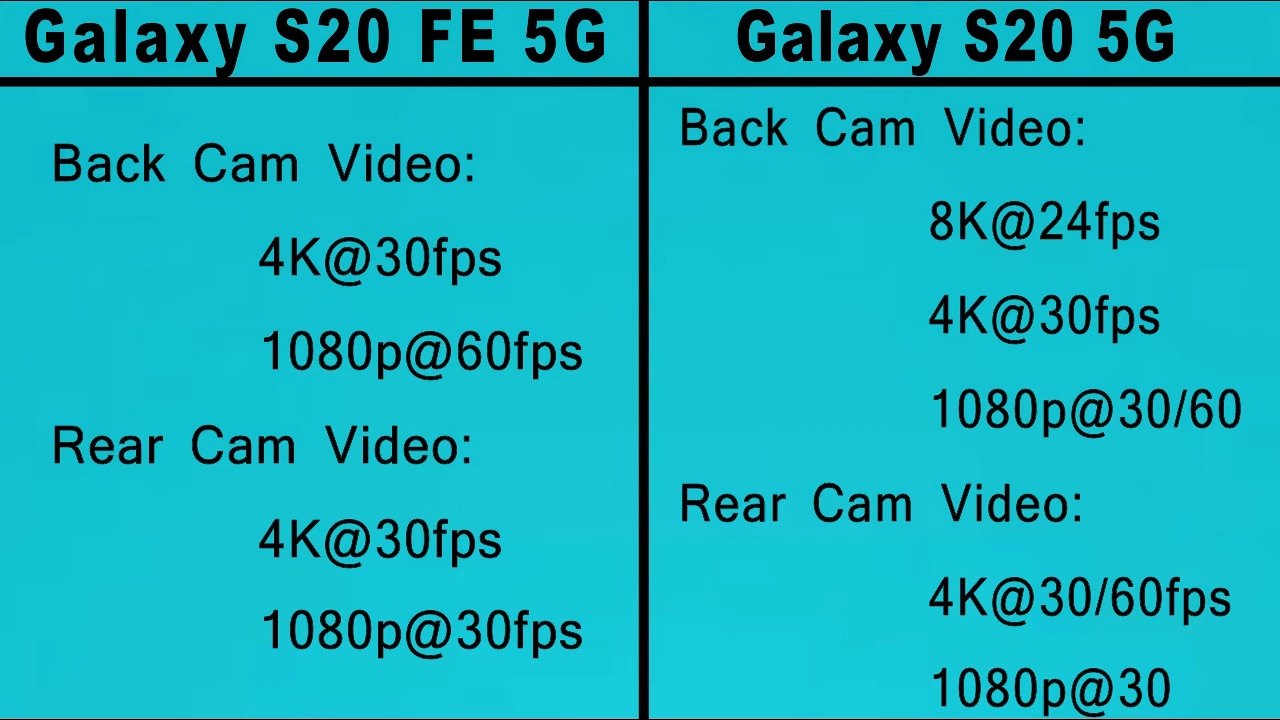 Galaxy S20 FE 5G
Back Cam Video:
4K@30fps
1080p@60fps
Rear Cam Video:
4K@30fps
1080p@30fps
Galaxy S20 5G
Back Cam Video:
8K@24fps
4K@30fps
1080p@30/60
Rear Cam Video:
4K@30/60fps
1080p@30